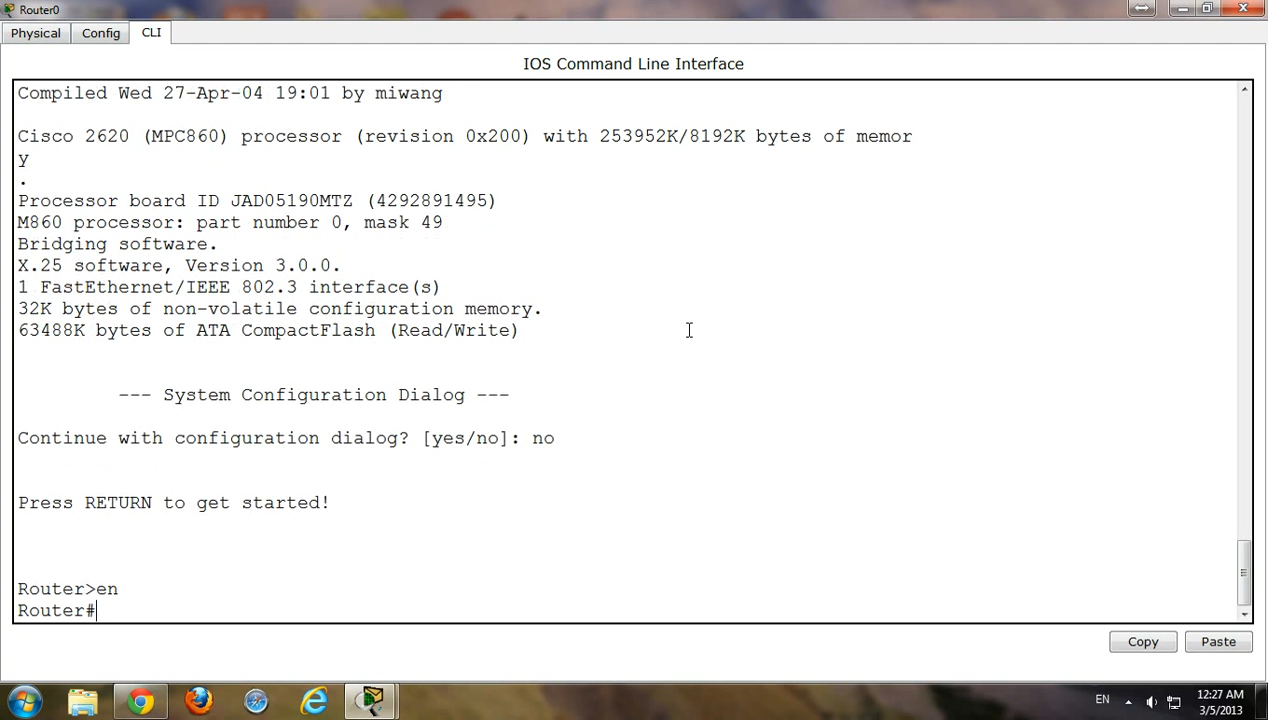 Router0
Physical Config CLI
IOS Command Line Interface
Compiled Wed 27-Apr-04 19:01 by miwang
Cisco 2620 (MPC860) processor (revision 0x200) with 253952K/8192K bytes of memor
y
.
Processor board ID JAD05190MTZ (4292891495)
M860 processor: part number 0, mask 49
Bridging software.
X.25 software, Version 3.0.0.
1 FastEthernet/IEEE 802.3 interface(s)
32K bytes of non-volatile configuration memory.
63488K bytes of ATA CompactFlash (Read/Write)
--- System Configuration Dialog ---
Continue with configuration dialog? [yes/no]: no
Press RETURN to get started!
Router>en
Router#
Copy Paste
EN 12:27 AM
3/5/2013